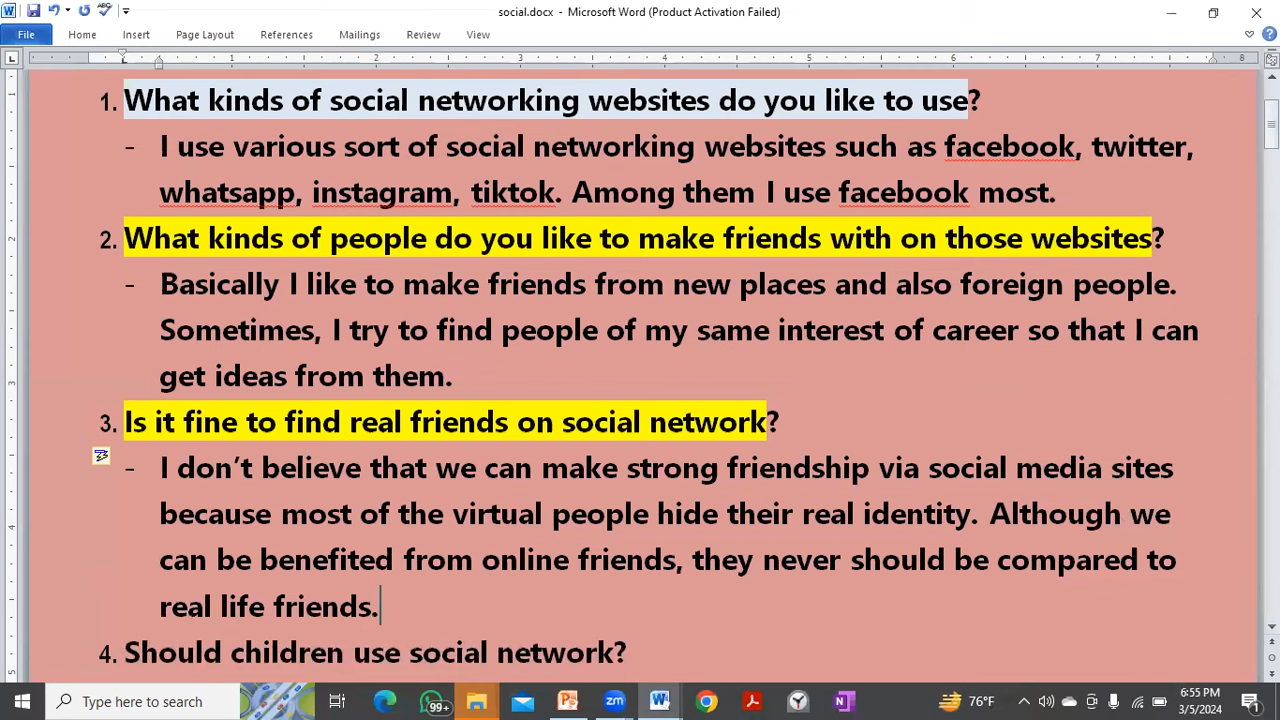 social.docx - Microsoft Word (Product Activation Failed)
File Home Insert Page Layout References Mailings Review View
1. What kinds of social networking websites do you like to use?
- I use various sort of social networking websites such as facebook, twitter,
whatsapp, instagram, tiktok. Among them I use facebook most.
2. What kinds of people do you like to make friends with on those websites?
- Basically I like to make friends from new places and also foreign people.
Sometimes, I try to find people of my same interest of career so that I can
get ideas from them.
3. Is it fine to find real friends on social network?
- I don’t believe that we can make strong friendship via social media sites
because most of the virtual people hide their real identity. Although we
can be benefited from online friends, they never should be compared to
real life friends.
4. Should children use social network?
Type here to search
99+
76°F
6:55 PM
3/5/2024